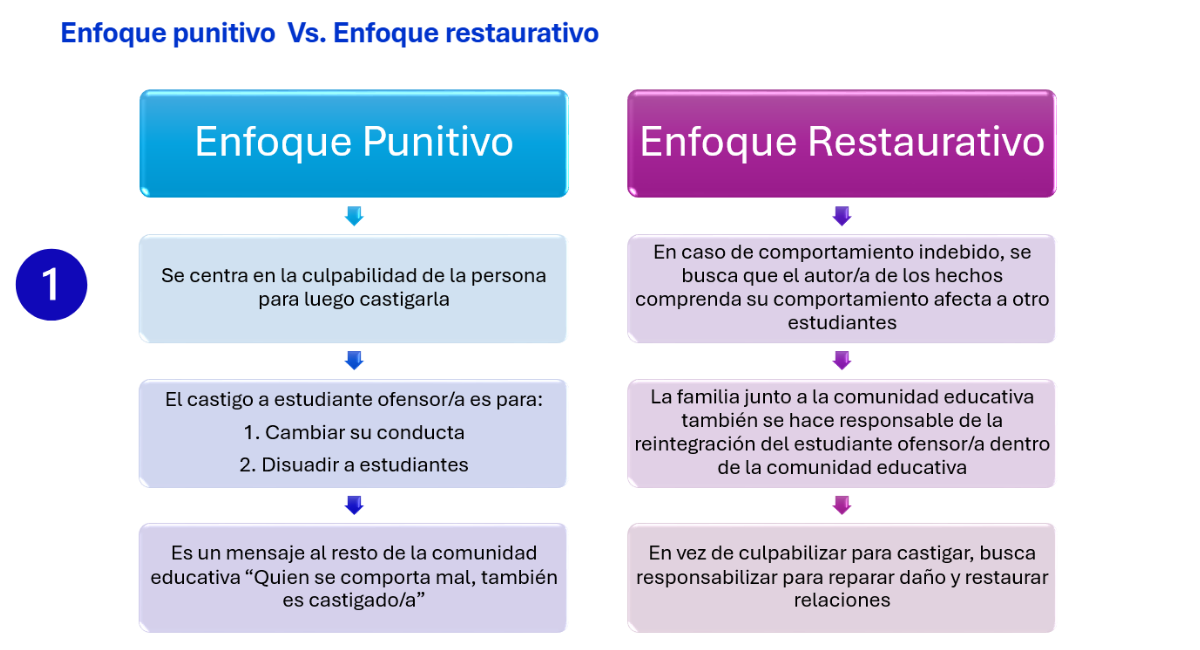 Enfoque punitivo Vs. Enfoque restaurativo
Enfoque Punitivo
1
Se centra en la culpabilidad de la persona
para luego castigarla
El castigo a estudiante ofensor/a es para:
1. Cambiar su conducta
2. Disuadir a estudiantes
Es un mensaje al resto de la comunidad
educativa “Quien se comporta mal, también
es castigado/a”
Enfoque Restaurativo
En caso de comportamiento indebido, se
busca que el autor/a de los hechos
comprenda su comportamiento afecta a otro
estudiantes
La familia junto a la comunidad educativa
también se hace responsable de la
reintegración del estudiante ofensor/a dentro
de la comunidad educativa
En vez de culpabilizar para castigar, busca
responsabilizar para reparar daño y restaurar
relaciones